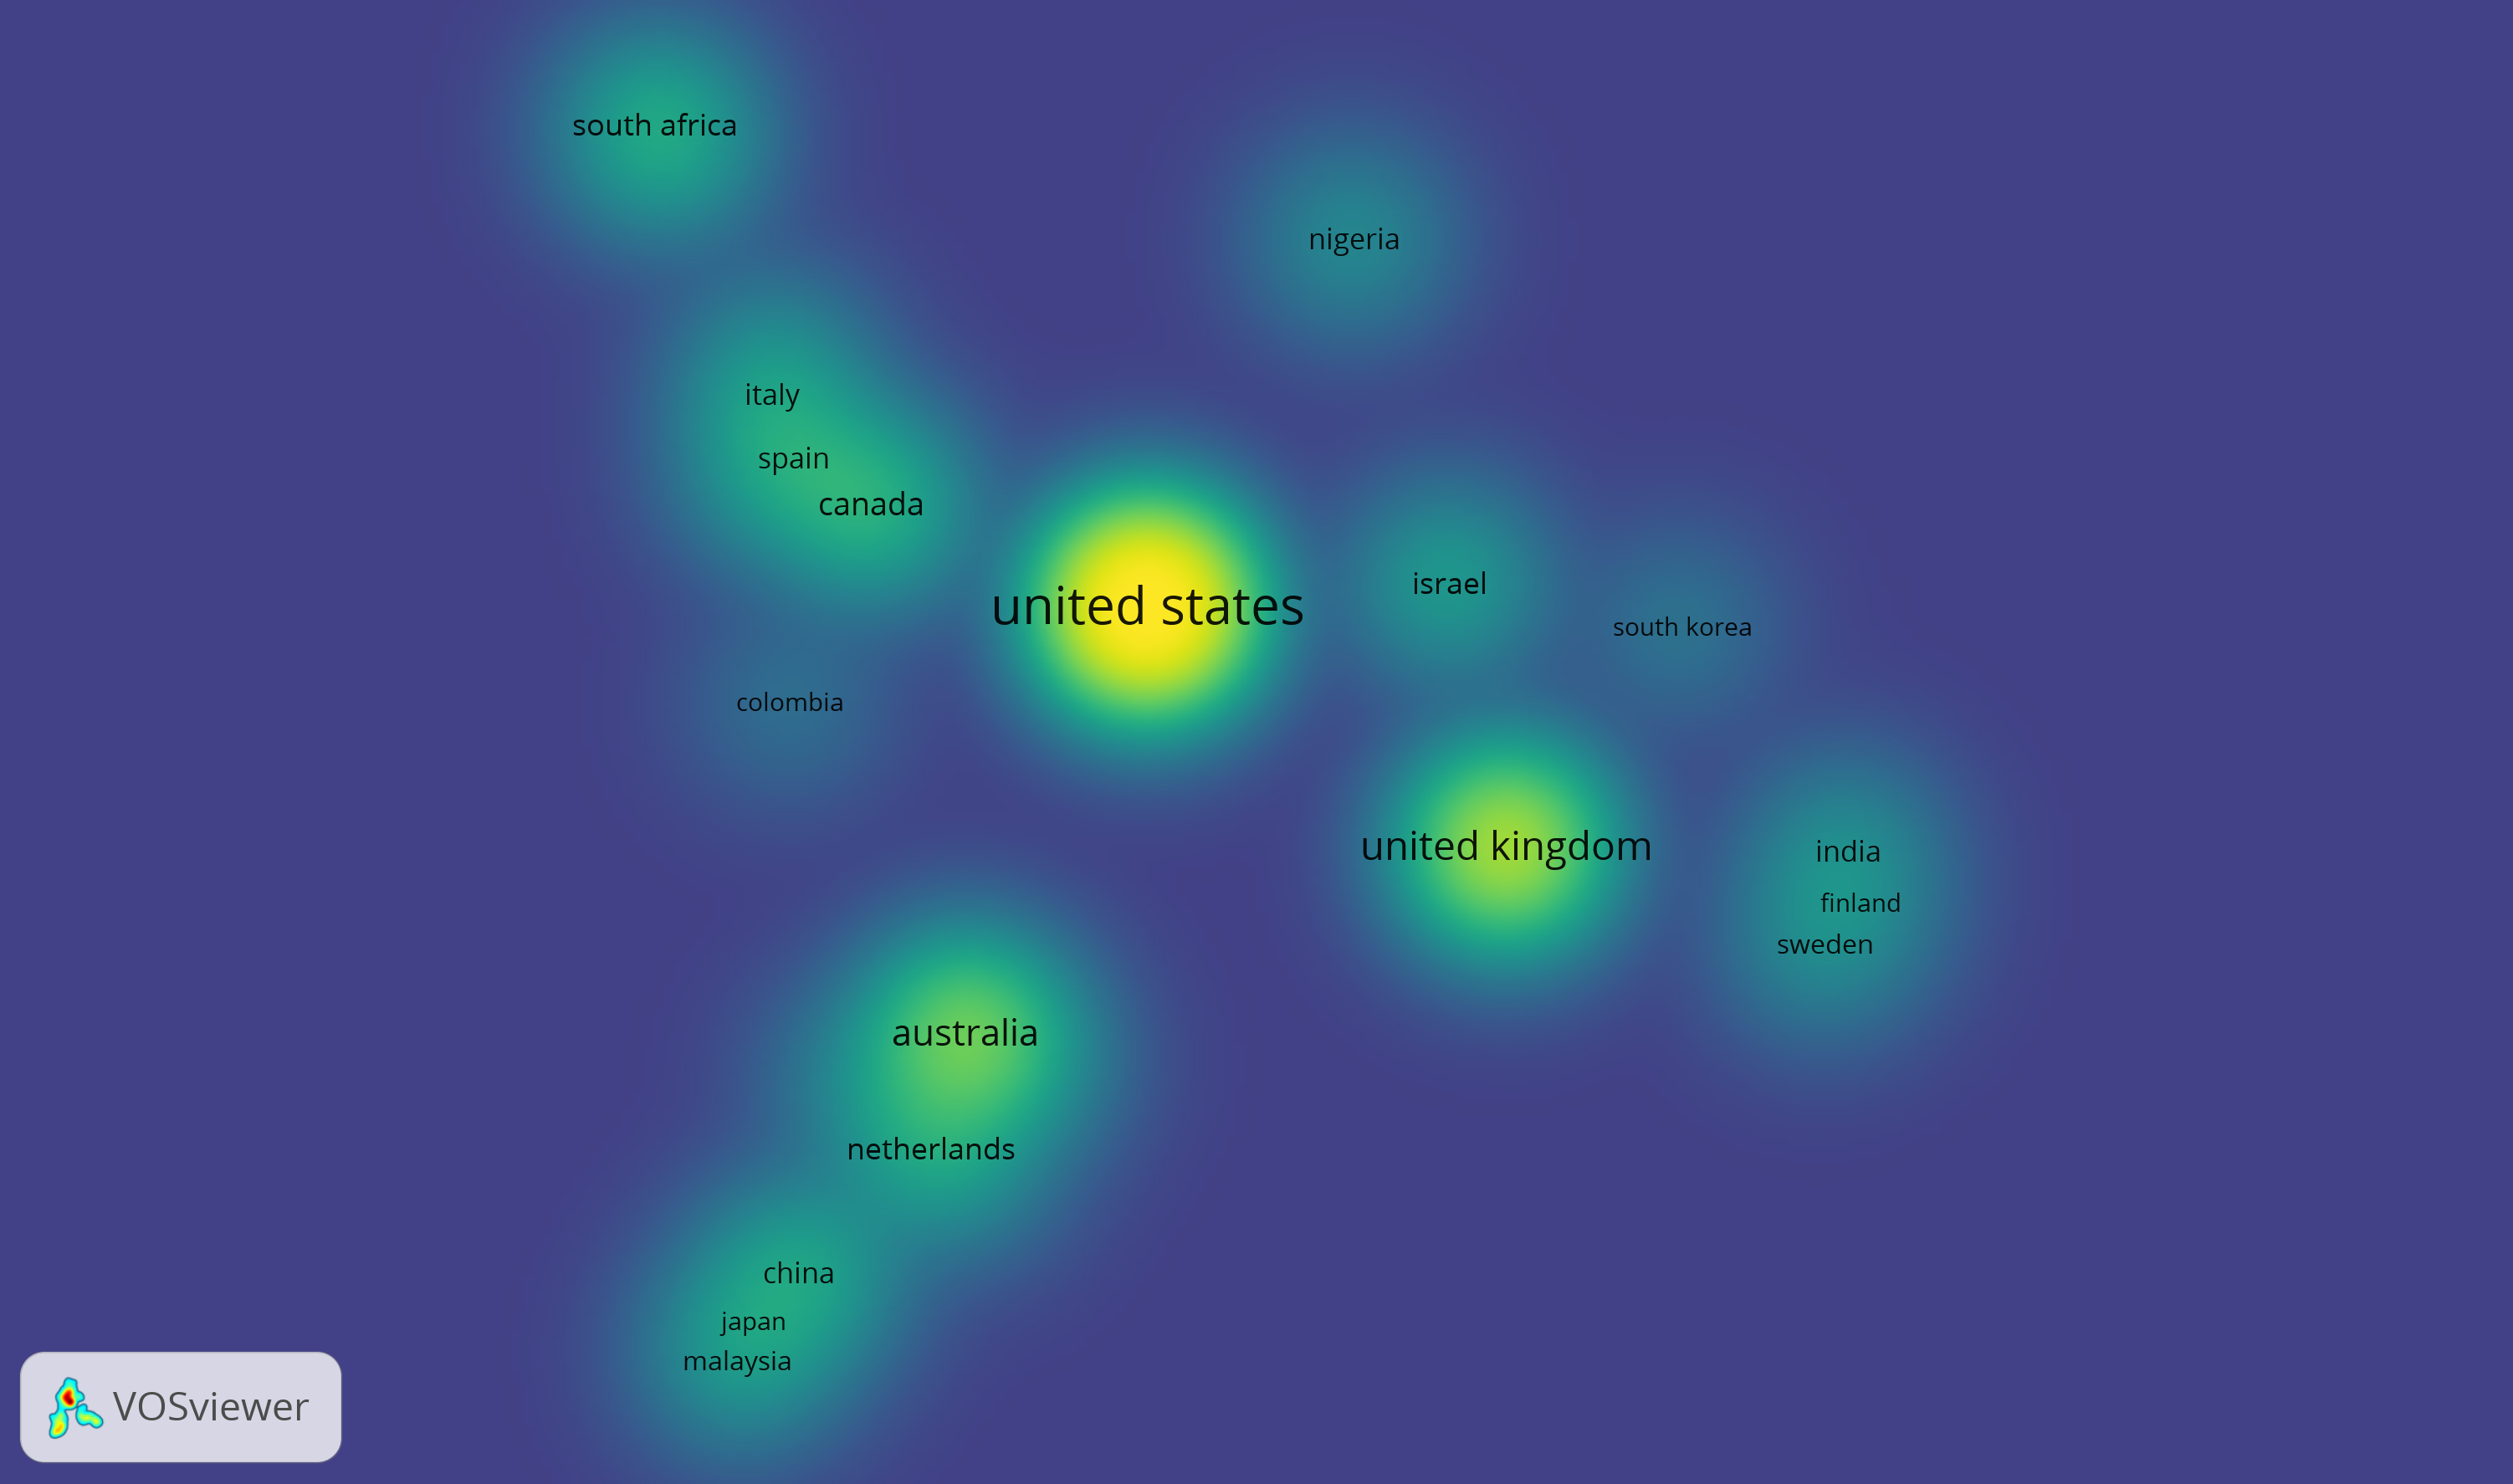 south africa
nigeria
italy
spain
canada
united states
israel
south korea
colombia
united kingdom
india
finland
sweden
australia
netherlands
china
japan
malaysia
VOSviewer